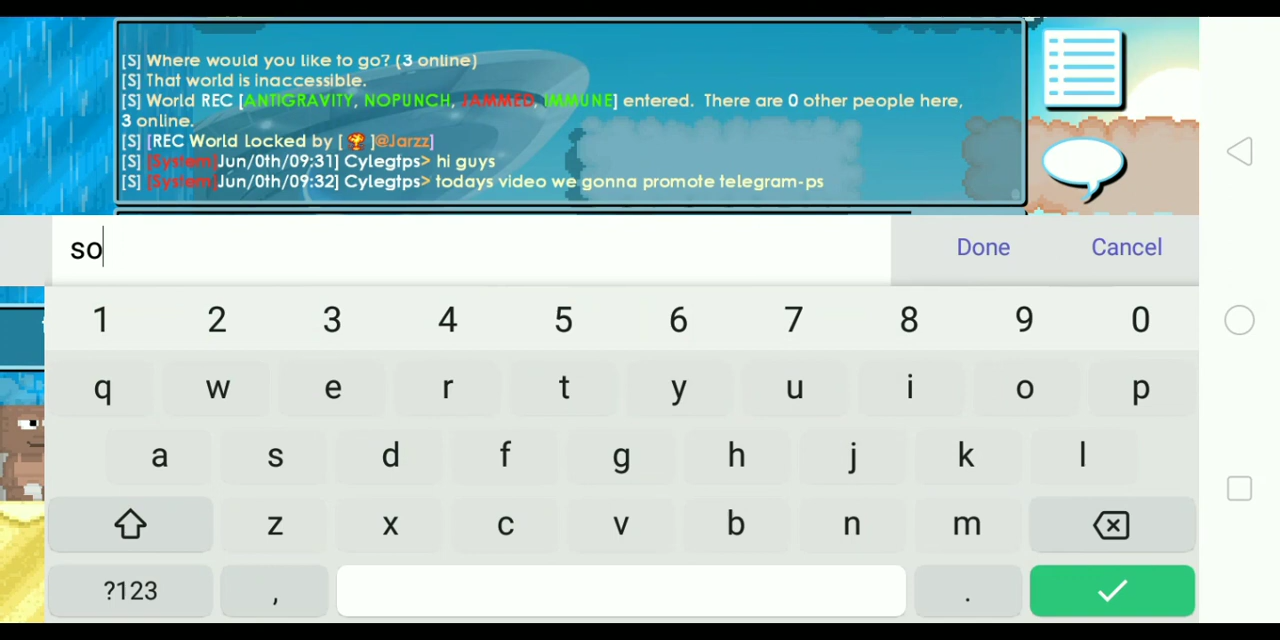 [S] Where would you like to go? (3 online)
[S] That world is inaccessible.
[S] World REC [ANTIGRAVITY, NOPUNCH, JAMMED, IMMUNE] entered. There are 0 other people here,
3 online.
[S] [REC World Locked by [ ]@Jarzz]
[S] [System]Jun/0th/09:31] Cylegtps> hi guys
[S] [System]Jun/0th/09:32] Cylegtps> todays video we gonna promote telegram-ps
so
Done
Cancel
1 2 3 4 5 6 7 8 9 0
q w e r t y u i o p
a s d f g h j k l
z x c v b n m
?123 , .